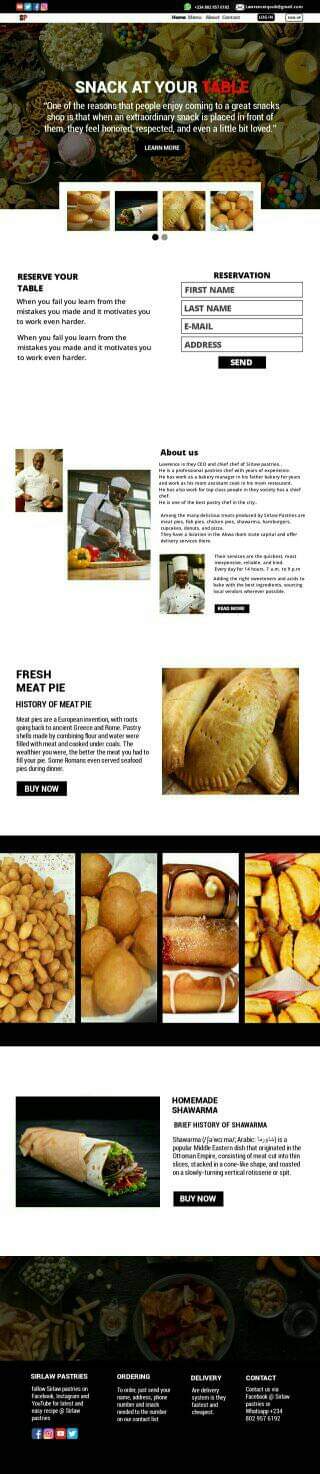 +234 802 957 6192
Home Menu About Contact
LOG IN
SIGN UP
SNACK AT YOUR TABLE
"One of the reasons that people enjoy coming to a great snacks
shop is that when an extraordinary snack is placed in front of
them, they feel honored, respected, and even a little bit loved."
LEARN MORE
RESERVE YOUR
TABLE
When you fail you learn from the
mistakes you made and it motivates you
to work even harder.
When you fail you learn from the
mistakes you made and it motivates you
to work even harder.
RESERVATION
FIRST NAME
LAST NAME
E-MAIL
ADDRESS
SEND
About us
Lawrence is they CEO and chief chef of Sirlaw pastries..
He is a professional pastries chef with years of experience.
He has work as a bakery manager in his father bakery for years
and work as his mom assistant cook in his mom restaurant.
He has also work for top class people in they society has a chief
chef
He is one of the best pastry chef in the city..
Among the many delicious treats produced by Sirlaw Pastries are
meat pies, fish pies, chicken pies, shawarma, hamburgers,
cupcakes, donuts, and pizza.
They have a location in the Akwa Ibom state capital and offer
delivery services there.
Their services are the quickest, most
inexpensive, reliable, and kind.
Every day for 14 hours, 7 a.m. to 9 p.m
Adding the right sweeteners and acids to
bake with the best ingredients, sourcing
local vendors wherever possible.
READ MORE
FRESH
MEAT PIE
HISTORY OF MEAT PIE
Meat pies are a European invention, with roots
going back to ancient Greece and Rome. Pastry
shells made by combining flour and water were
filled with meat and cooked under coals. The
wealthier you were, the better the meat you had to
fill your pie. Some Romans even served seafood
pies during dinner.
BUY NOW
HOMEMADE
SHAWARMA
BRIEF HISTORY OF SHAWARMA
Shawarma (/ʃəˈwɑːrmə/; Arabic: شاورما) is a
popular Middle Eastern dish that originated in the
Ottoman Empire, consisting of meat cut into thin
slices, stacked in a cone-like shape, and roasted
on a slowly-turning vertical rotisserie or spit.
BUY NOW
SIRLAW PASTRIES
follow Sirlaw pastries on
Facebook, Instagram and
YouTube for latest and
easy recipe @ Sirlaw
pastries
ORDERING
To order, just send your
name, address, phone
number and snack
needed to the number
on our contact list
DELIVERY
Are delivery
system is they
fastest and
cheapest.
CONTACT
Contact us via
Facebook @ Sirlaw
pastries or
Whatsapp +234
802 957 6192